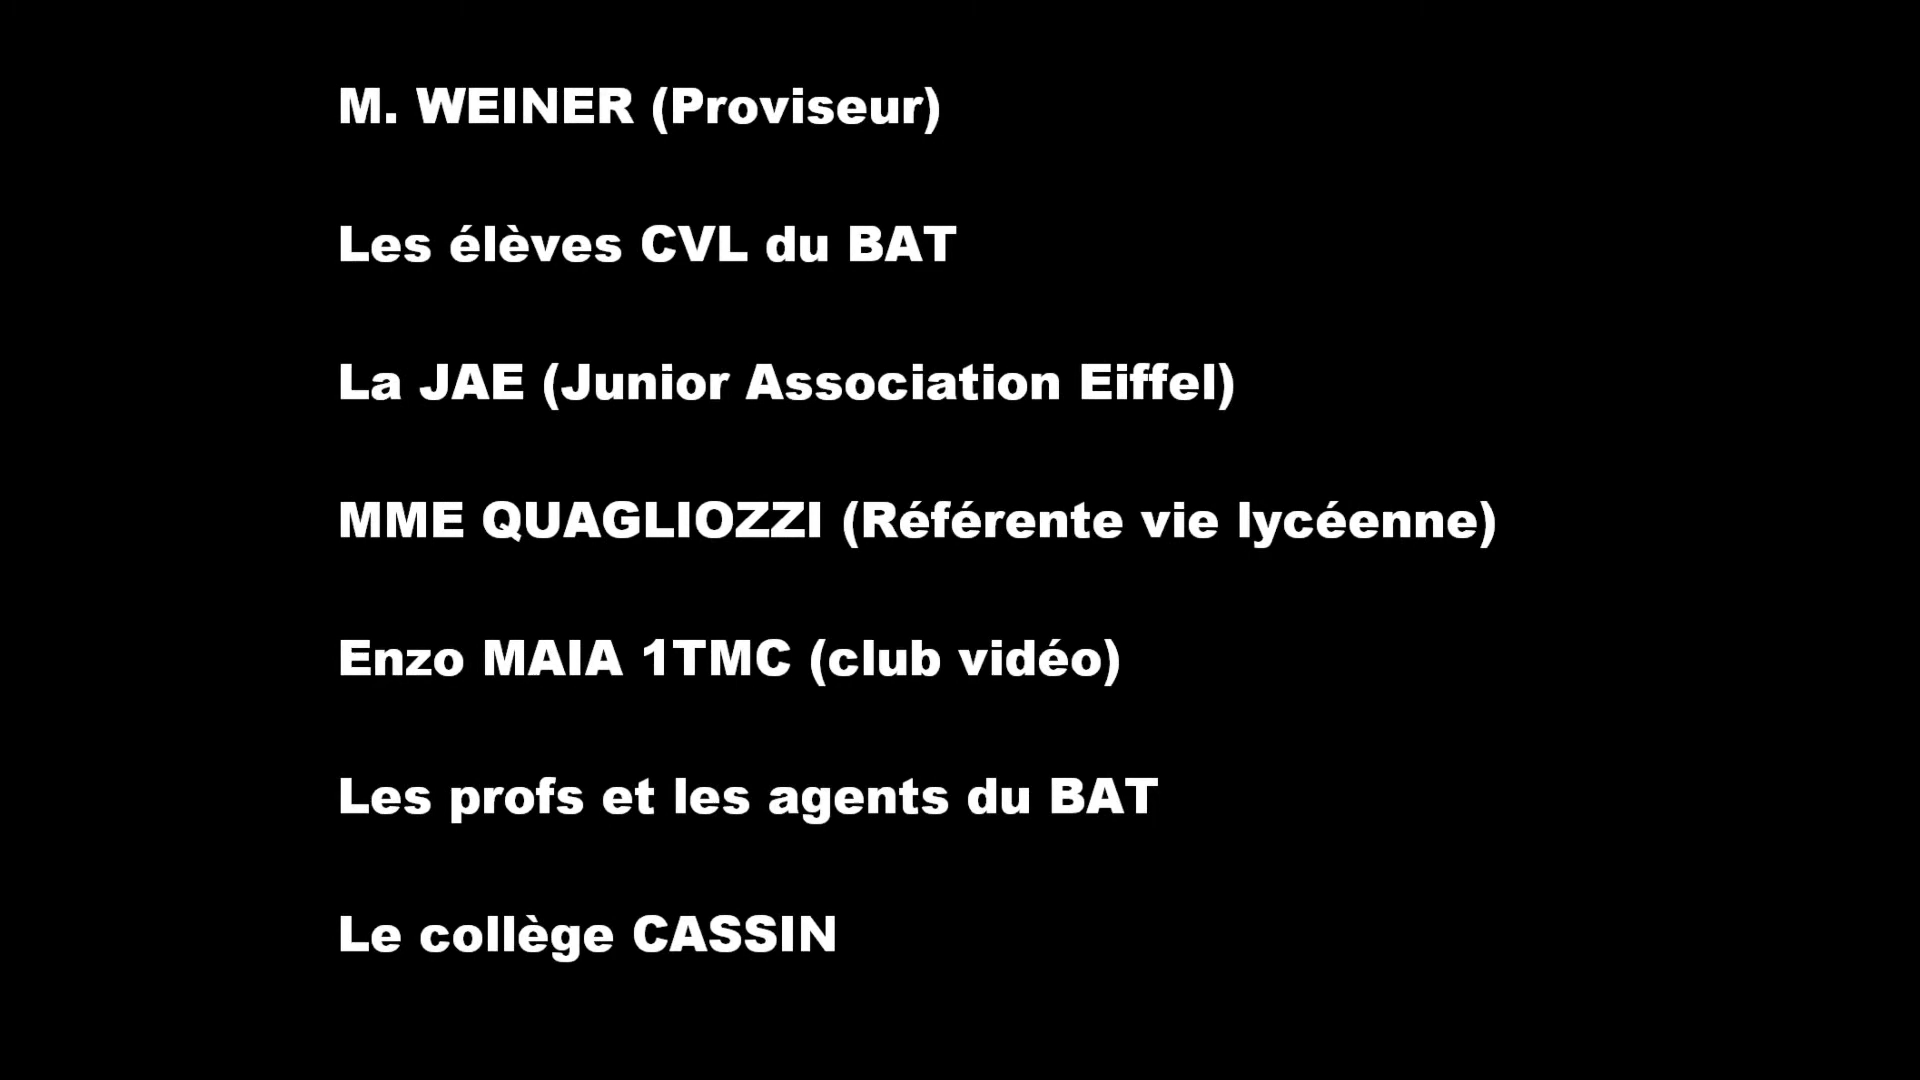 M. WEINER (Proviseur)
Les élèves CVL du BAT
La JAE (Junior Association Eiffel)
MME QUAGLIOZZI (Référente vie lycéenne)
Enzo MAIA 1TMC (club vidéo)
Les profs et les agents du BAT
Le collège CASSIN